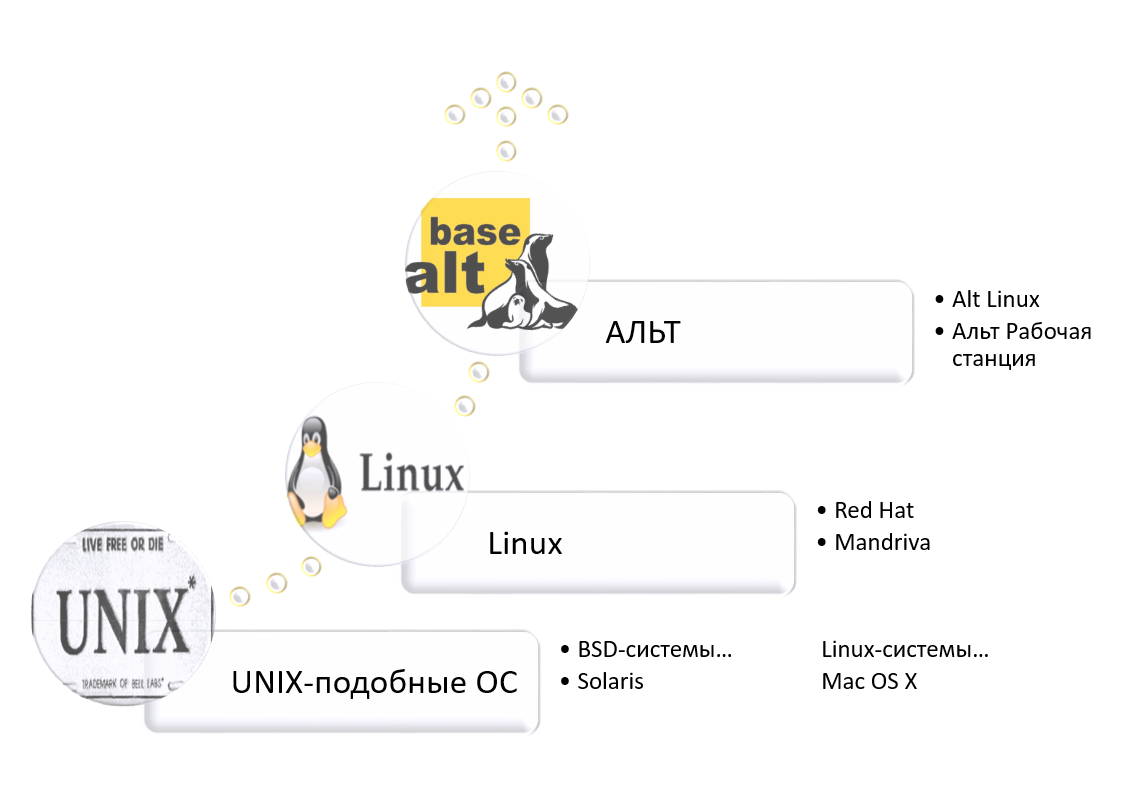 base
alt
АЛЬТ
• Alt Linux
• Альт Рабочая
станция
Linux
Linux
• Red Hat
• Mandriva
LIVE FREE OR DIE
UNIX*
TRADEMARK OF BELL LABS*
UNIX-подобные ОС
• BSD-системы... Linux-системы...
• Solaris Mac OS X